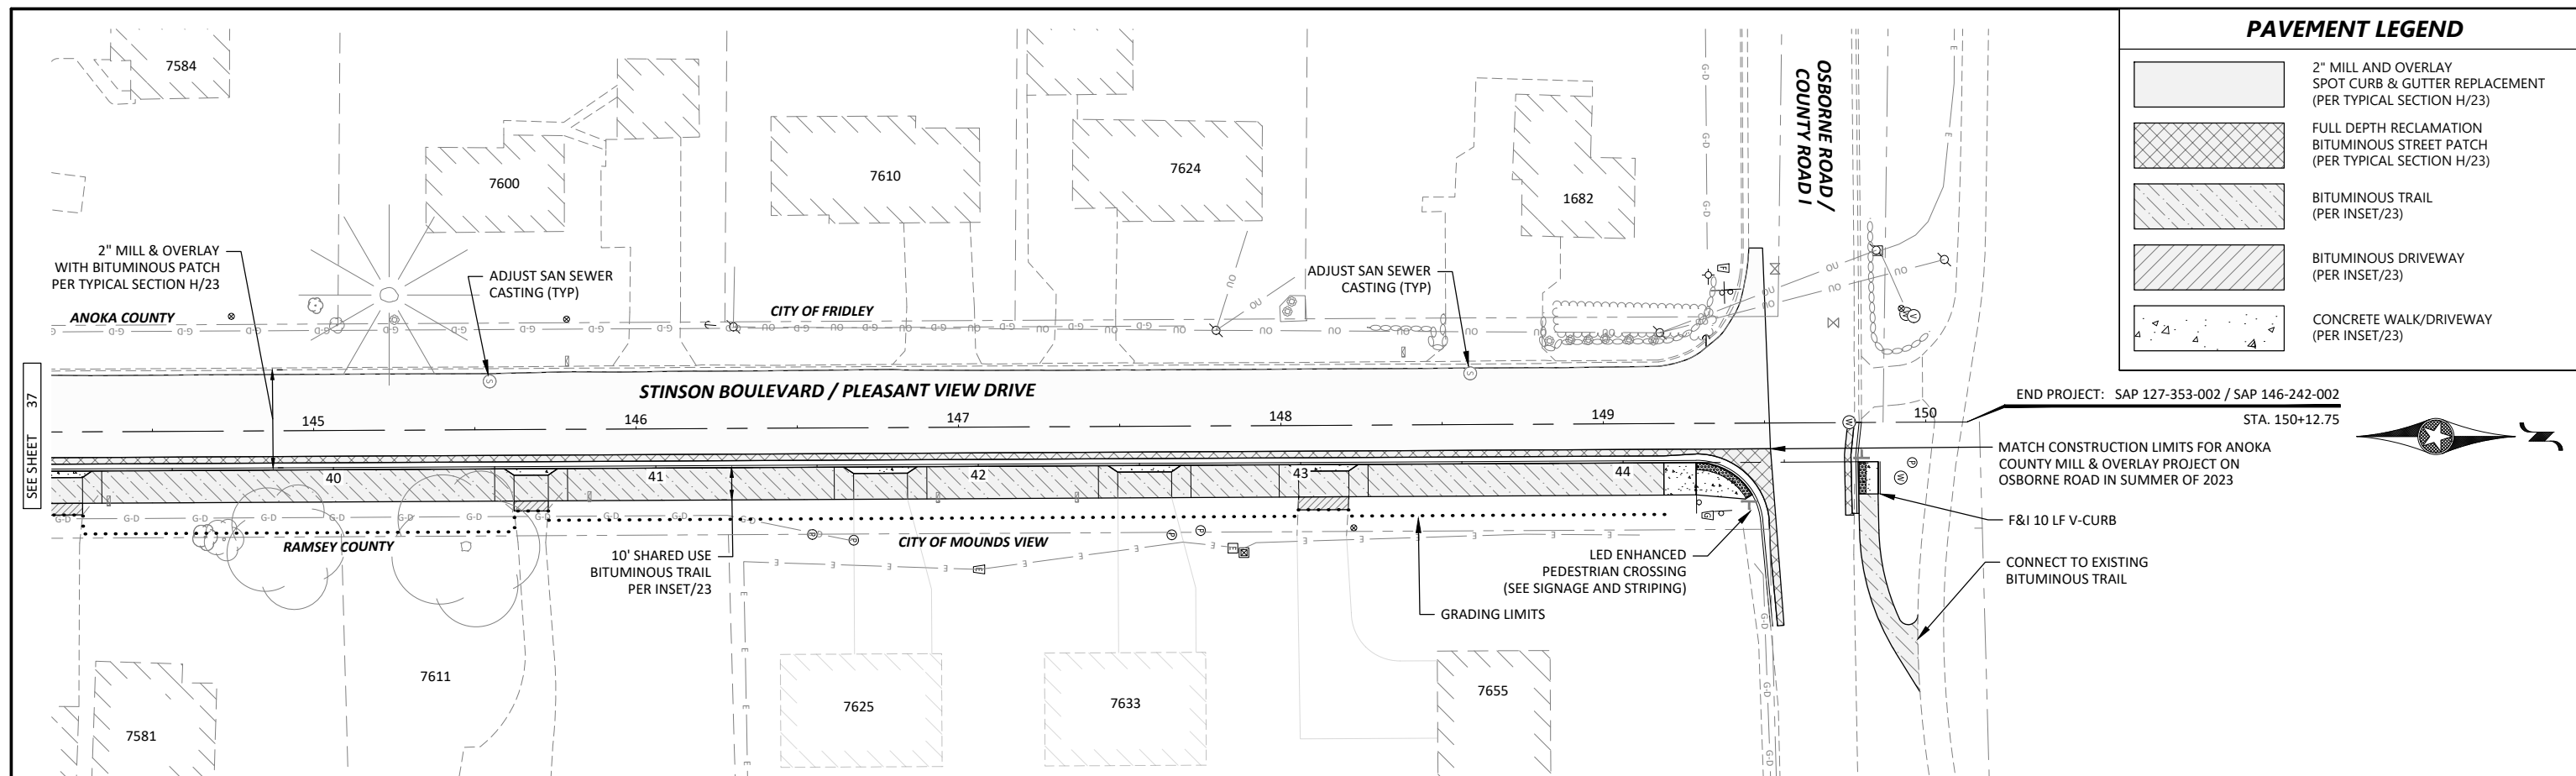 PAVEMENT LEGEND
2" MILL AND OVERLAY
SPOT CURB & GUTTER REPLACEMENT
(PER TYPICAL SECTION H/23)
FULL DEPTH RECLAMATION
BITUMINOUS STREET PATCH
(PER TYPICAL SECTION H/23)
BITUMINOUS TRAIL
(PER INSET/23)
BITUMINOUS DRIVEWAY
(PER INSET/23)
CONCRETE WALK/DRIVEWAY
(PER INSET/23)
7584
7600
7610
7624
1682
OSBORNE ROAD /
COUNTY ROAD I
2" MILL & OVERLAY
WITH BITUMINOUS PATCH
PER TYPICAL SECTION H/23
ADJUST SAN SEWER
CASTING (TYP)
ADJUST SAN SEWER
CASTING (TYP)
ANOKA COUNTY
CITY OF FRIDLEY
SEE SHEET 37
STINSON BOULEVARD / PLEASANT VIEW DRIVE
145
146
147
148
149
150
END PROJECT: SAP 127-353-002 / SAP 146-242-002
STA. 150+12.75
MATCH CONSTRUCTION LIMITS FOR ANOKA
COUNTY MILL & OVERLAY PROJECT ON
OSBORNE ROAD IN SUMMER OF 2023
40
41
42
43
44
F&I 10 LF V-CURB
RAMSEY COUNTY
CITY OF MOUNDS VIEW
10' SHARED USE
BITUMINOUS TRAIL
PER INSET/23
LED ENHANCED
PEDESTRIAN CROSSING
(SEE SIGNAGE AND STRIPING)
GRADING LIMITS
CONNECT TO EXISTING
BITUMINOUS TRAIL
7581
7611
7625
7633
7655